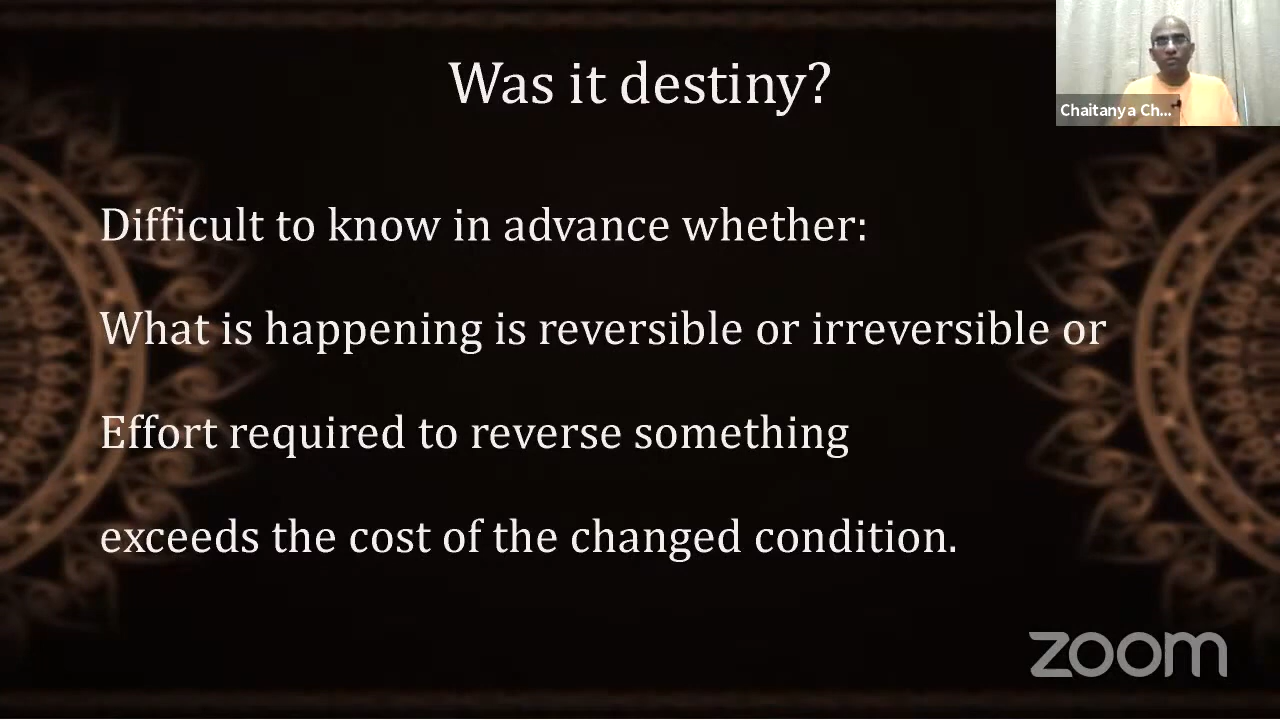 Was it destiny?
Chaitanya Ch...
Difficult to know in advance whether:
What is happening is reversible or irreversible or
Effort required to reverse something
exceeds the cost of the changed condition.
zoom